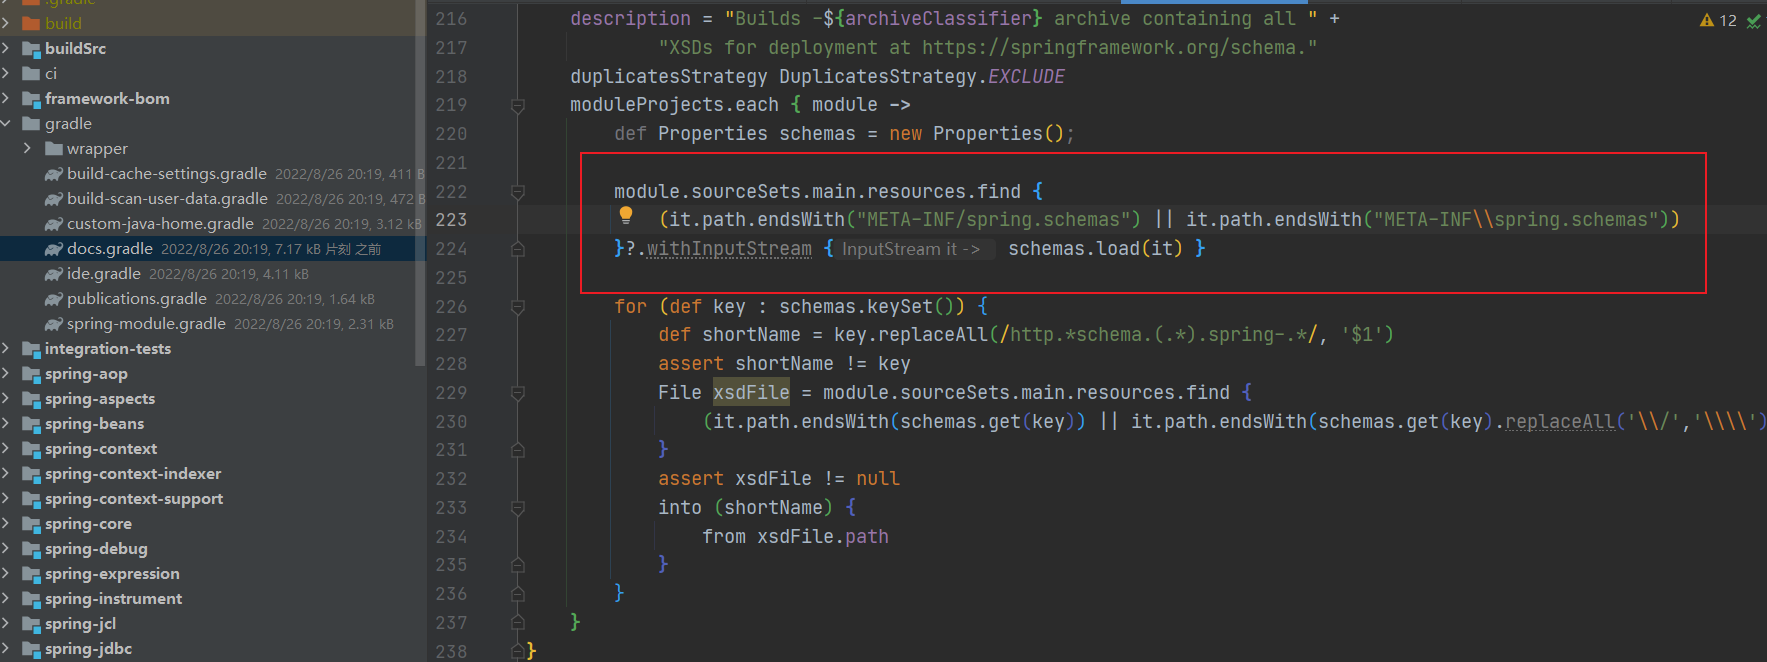 .gradle
build
buildSrc
ci
framework-bom
gradle
wrapper
build-cache-settings.gradle 2022/8/26 20:19, 411 B
build-scan-user-data.gradle 2022/8/26 20:19, 472 B
custom-java-home.gradle 2022/8/26 20:19, 3.12 kB
docs.gradle 2022/8/26 20:19, 7.17 kB 片刻 之前
ide.gradle 2022/8/26 20:19, 4.11 kB
publications.gradle 2022/8/26 20:19, 1.64 kB
spring-module.gradle 2022/8/26 20:19, 2.31 kB
integration-tests
spring-aop
spring-aspects
spring-beans
spring-context
spring-context-indexer
spring-context-support
spring-core
spring-debug
spring-expression
spring-instrument
spring-jcl
spring-jdbc
216 description = "Builds -${archiveClassifier} archive containing all " +
217 "XSDs for deployment at https://springframework.org/schema."
218 duplicatesStrategy DuplicatesStrategy.EXCLUDE
219 moduleProjects.each { module ->
220 def Properties schemas = new Properties();
221
222 module.sourceSets.main.resources.find {
223 (it.path.endsWith("META-INF/spring.schemas") || it.path.endsWith("META-INF\\spring.schemas"))
224 }?.withInputStream { InputStream it -> schemas.load(it) }
225
226 for (def key : schemas.keySet()) {
227 def shortName = key.replaceAll(/http.*schema.(.*).spring-.*/, '$1')
228 assert shortName != key
229 File xsdFile = module.sourceSets.main.resources.find {
230 (it.path.endsWith(schemas.get(key)) || it.path.endsWith(schemas.get(key).replaceAll('\\/','\\\\')
231 }
232 assert xsdFile != null
233 into (shortName) {
234 from xsdFile.path
235 }
236 }
237 }
238 }
12